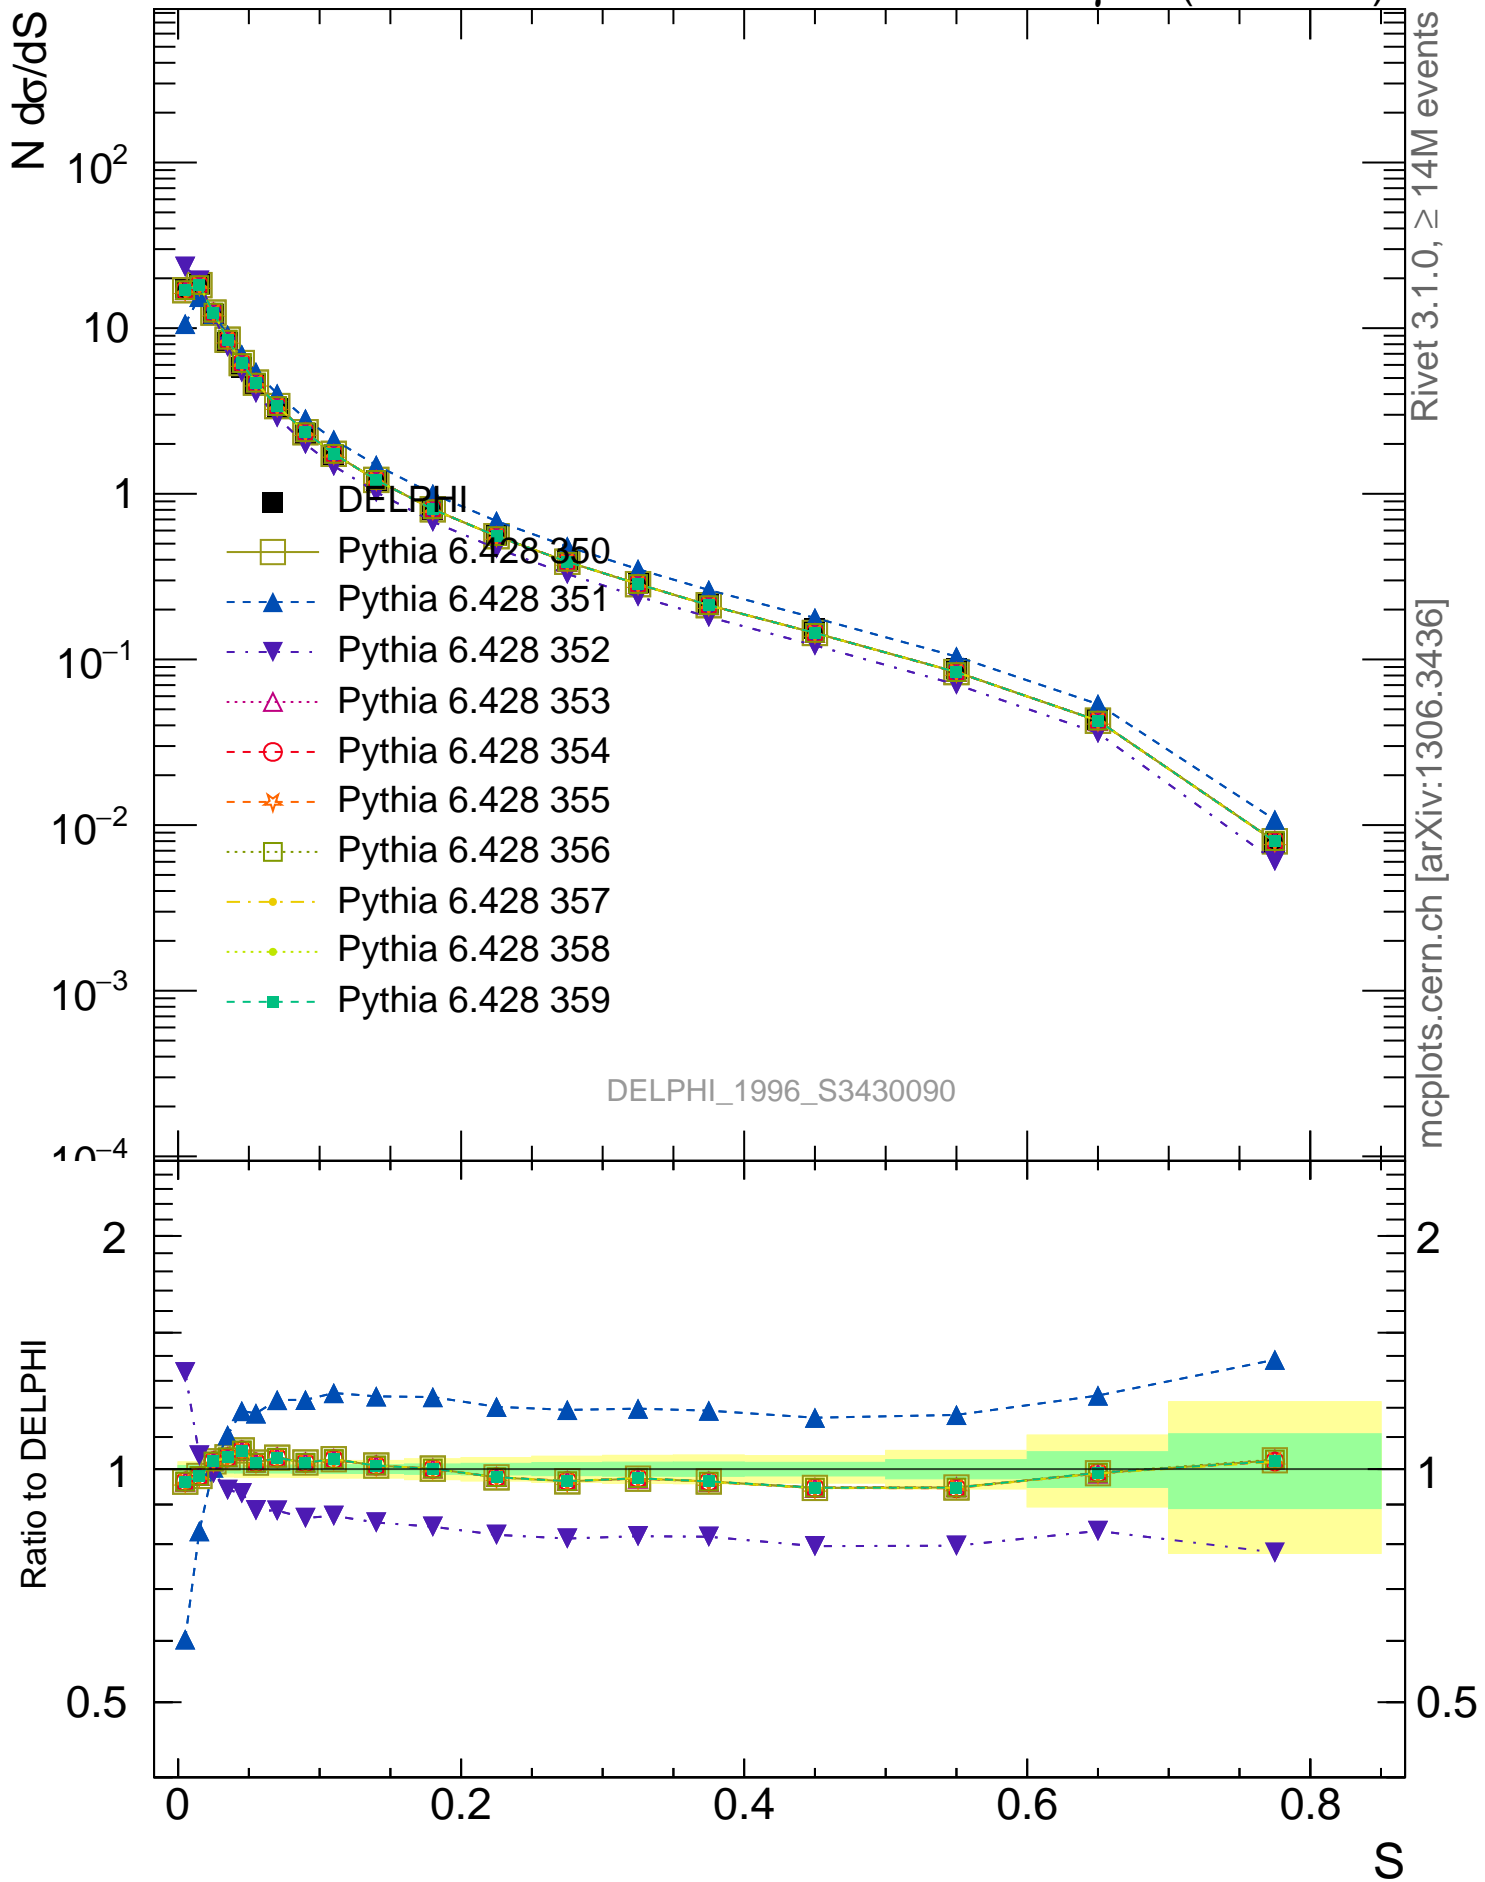 N dσ/dS
10²
10
1
10⁻¹
10⁻²
10⁻³
10⁻⁴
DELPHI
Pythia 6.428 350
Pythia 6.428 351
Pythia 6.428 352
Pythia 6.428 353
Pythia 6.428 354
Pythia 6.428 355
Pythia 6.428 356
Pythia 6.428 357
Pythia 6.428 358
Pythia 6.428 359
DELPHI_1996_S3430090
Rivet 3.1.0, ≥ 14M events
mcplots.cern.ch [arXiv:1306.3436]
Ratio to DELPHI
2
1
0.5
2
1
0.5
0
0.2
0.4
0.6
0.8
S